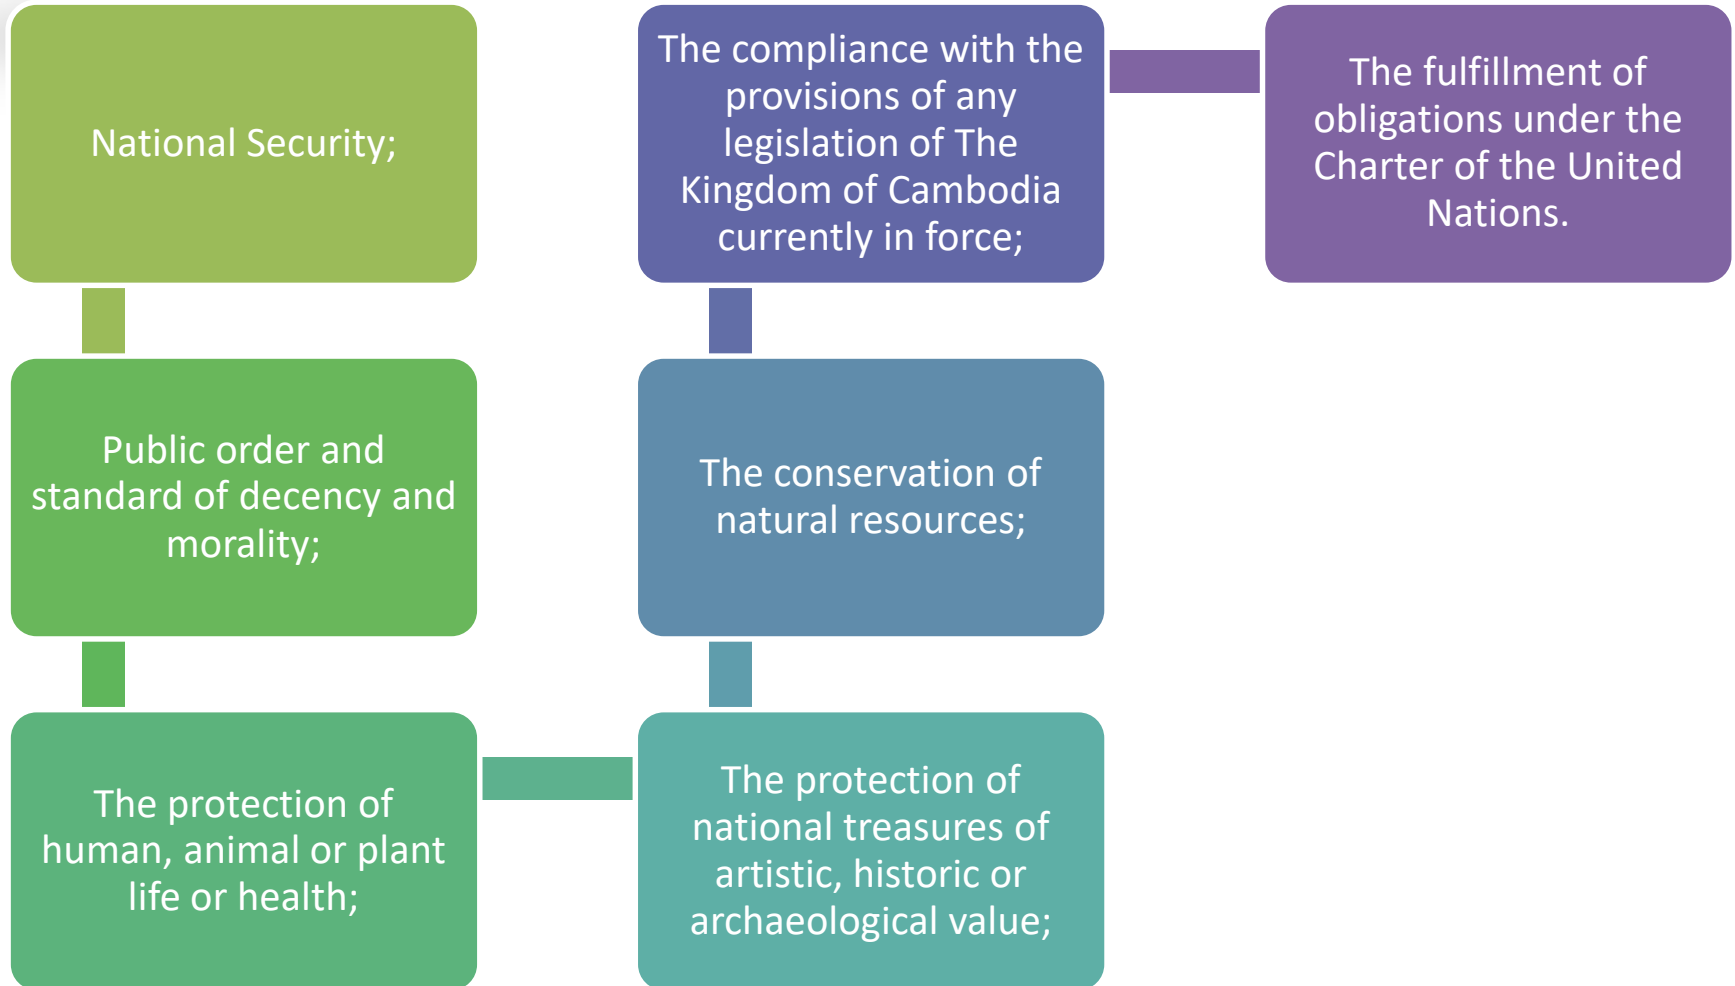 National Security;
Public order and
standard of decency and
morality;
The protection of
human, animal or plant
life or health;
The protection of
national treasures of
artistic, historic or
archaeological value;
The conservation of
natural resources;
The compliance with the
provisions of any
legislation of The
Kingdom of Cambodia
currently in force;
The fulfillment of
obligations under the
Charter of the United
Nations.